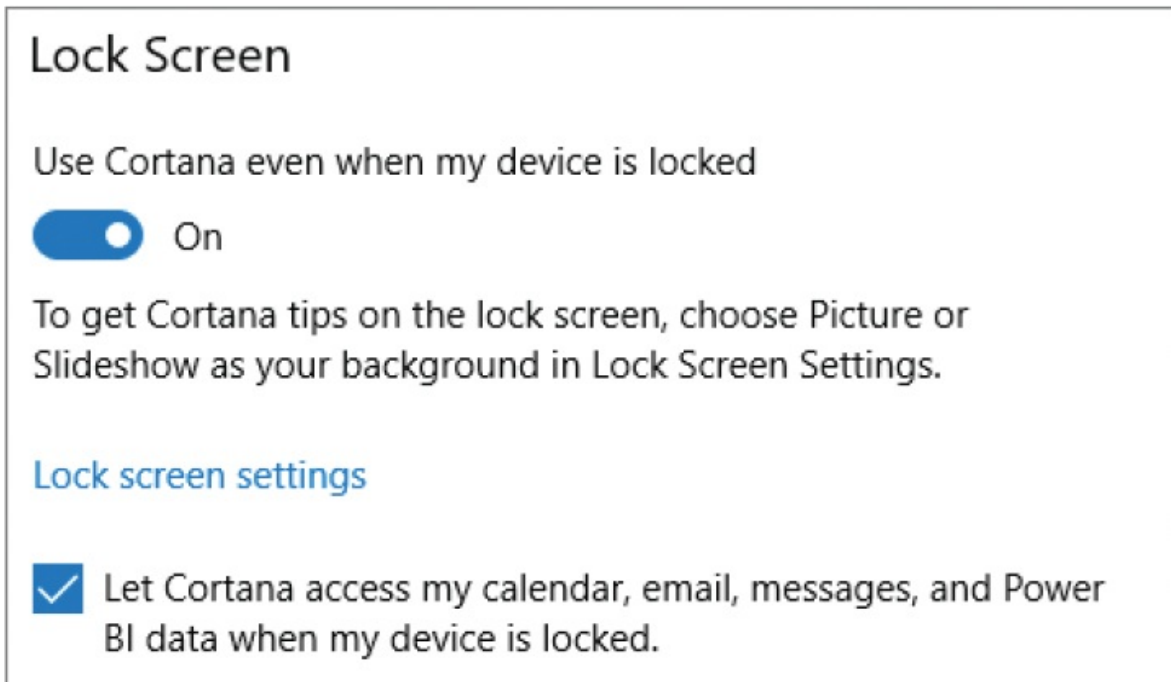 Lock Screen
Use Cortana even when my device is locked
On
To get Cortana tips on the lock screen, choose Picture or
Slideshow as your background in Lock Screen Settings.
Lock screen settings
Let Cortana access my calendar, email, messages, and Power
BI data when my device is locked.